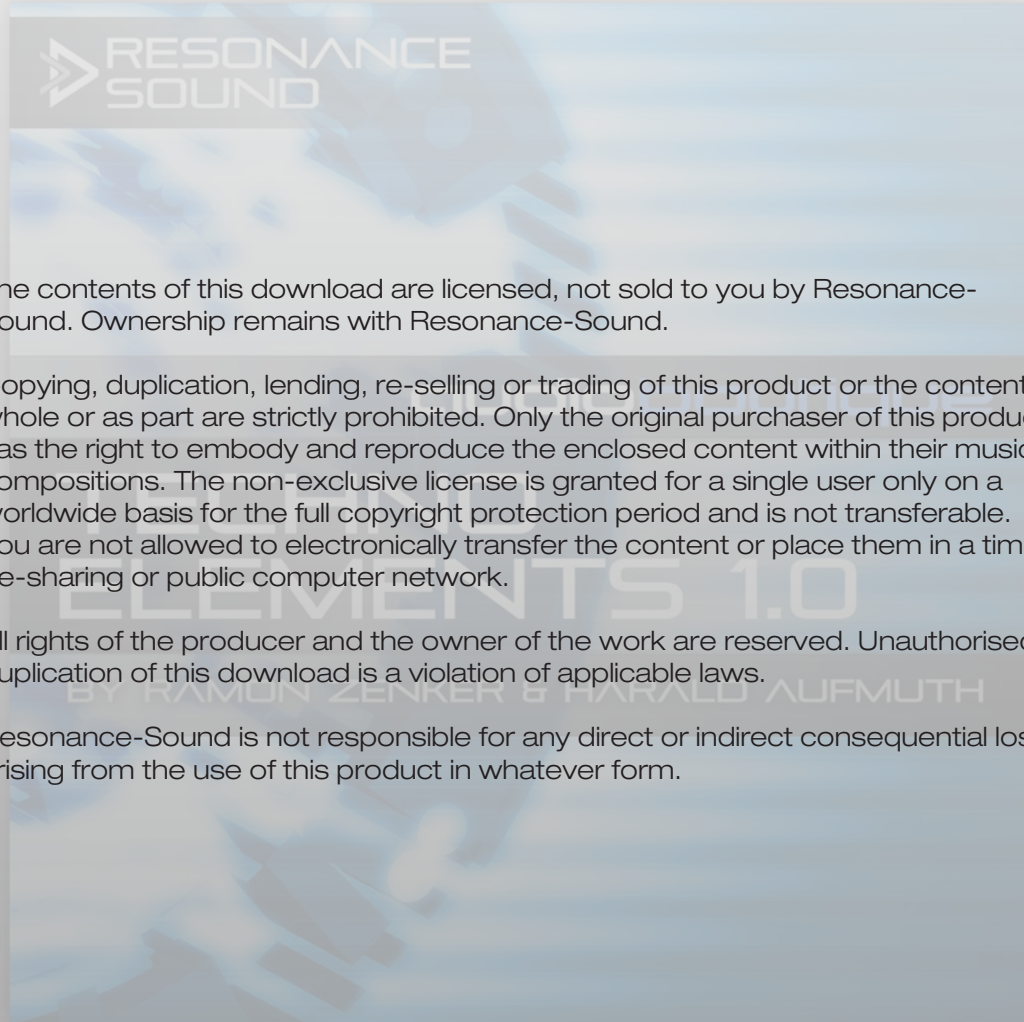 RESONANCE
SOUND
he contents of this download are licensed, not sold to you by Resonance-
ound. Ownership remains with Resonance-Sound.
opying, duplication, lending, re-selling or trading of this product or the content
hole or as part are strictly prohibited. Only the original purchaser of this produc
as the right to embody and reproduce the enclosed content within their music
ompositions. The non-exclusive license is granted for a single user only on a
orldwide basis for the full copyright protection period and is not transferable.
ou are not allowed to electronically transfer the content or place them in a tim
e-sharing or public computer network.
TECHNO
ELEMENTS 1.0
ll rights of the producer and the owner of the work are reserved. Unauthorised
uplication of this download is a violation of applicable laws.
BY RAMON ZENKER & HARALD AUFMUTH
esonance-Sound is not responsible for any direct or indirect consequential los
rising from the use of this product in whatever form.